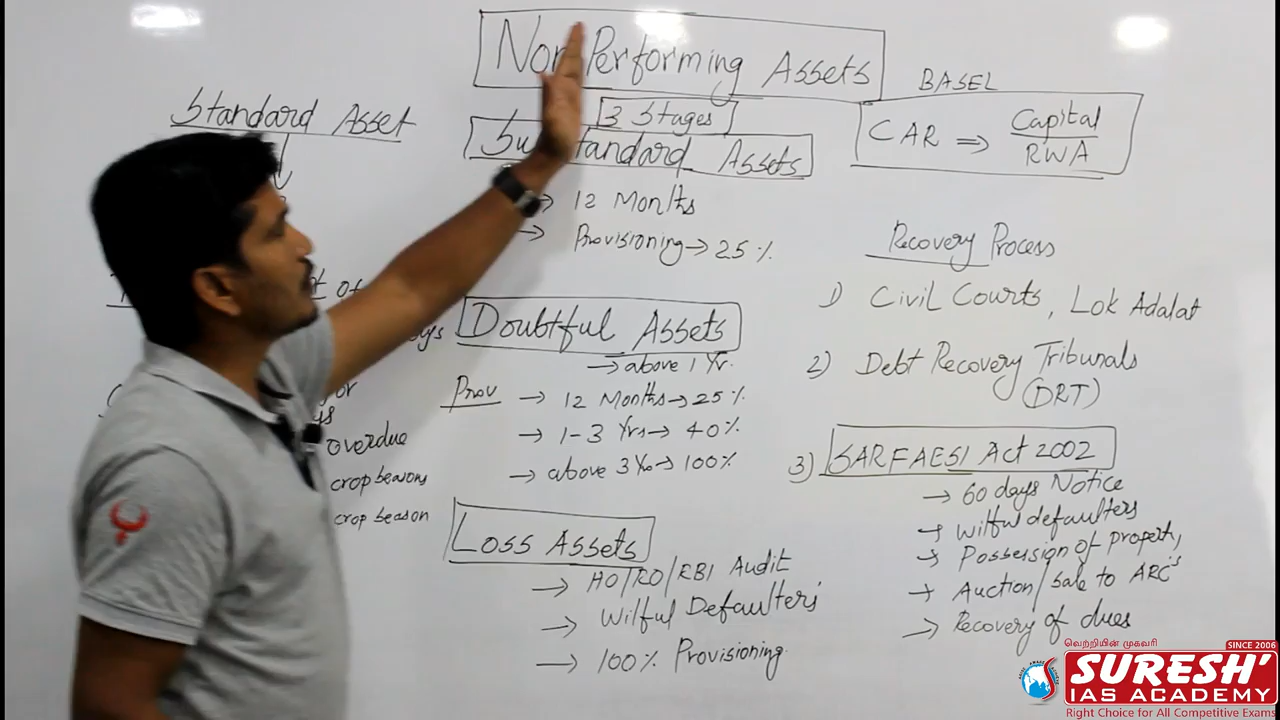 Non Performing Assets
BASEL
3 Stages
Standard Asset
Standard Assets
CAR ⇒ Capital
RWA
12 Months
→ Provisioning → 25 %
Recovery Process
1) Civil Courts, Lok Adalat
2) Debt Recovery Tribunals
(DRT)
3) SARFAESI Act 2002
→ 60 days Notice
→ Wilful defaulters
→ Possession of property
→ Auction/Sale to ARC's
→ Recovery of dues
Doubtful Assets
→ above 1 Yr.
Prov → 12 Months → 25 %
→ 1-3 Yrs → 40%
→ above 3 Yrs → 100%
Loss Assets
→ HO/RO/RBI Audit
→ Wilful Defaulters
→ 100% Provisioning
of
or
overdue
crop seasons
crop season
வெற்றியின் முகவரி
SINCE 2006
SURESH'
IAS ACADEMY
Right Choice for All Competitive Exams